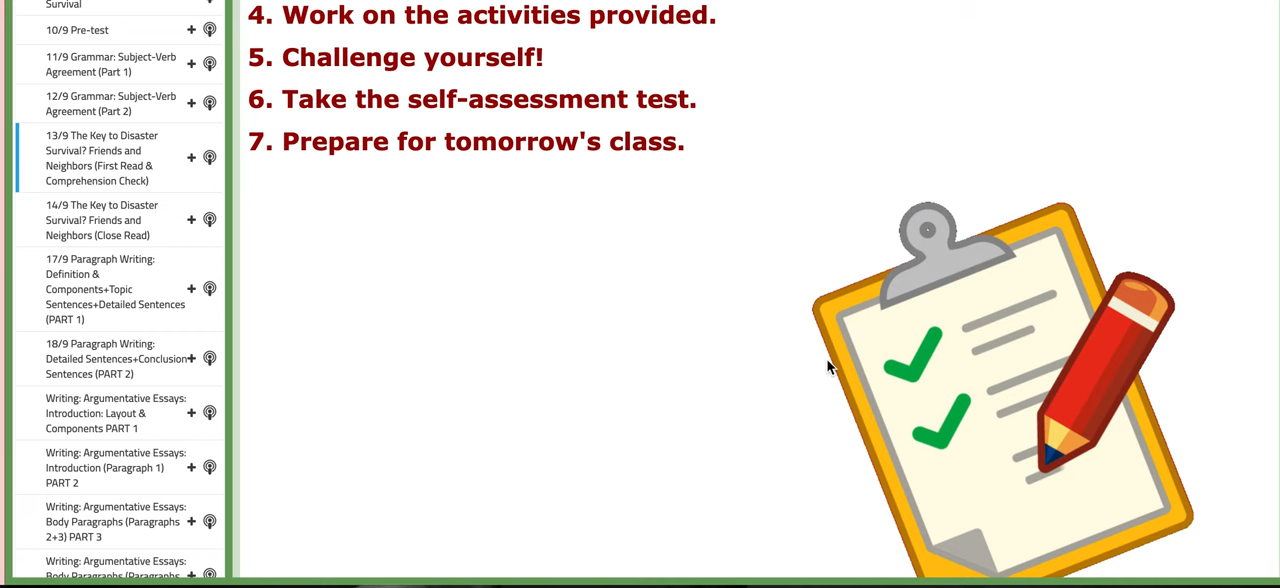 Survival
10/9 Pre-test
11/9 Grammar: Subject-Verb
Agreement (Part 1)
12/9 Grammar: Subject-Verb
Agreement (Part 2)
13/9 The Key to Disaster
Survival? Friends and
Neighbors (First Read &
Comprehension Check)
14/9 The Key to Disaster
Survival? Friends and
Neighbors (Close Read)
17/9 Paragraph Writing:
Definition &
Components+Topic
Sentences+Detailed Sentences
(PART 1)
18/9 Paragraph Writing:
Detailed Sentences+Conclusion
Sentences (PART 2)
Writing: Argumentative Essays:
Introduction: Layout &
Components PART 1
Writing: Argumentative Essays:
Introduction (Paragraph 1)
PART 2
Writing: Argumentative Essays:
Body Paragraphs (Paragraphs
2+3) PART 3
Writing: Argumentative Essays:
Body Paragraphs (Paragraphs
4. Work on the activities provided.
5. Challenge yourself!
6. Take the self-assessment test.
7. Prepare for tomorrow's class.